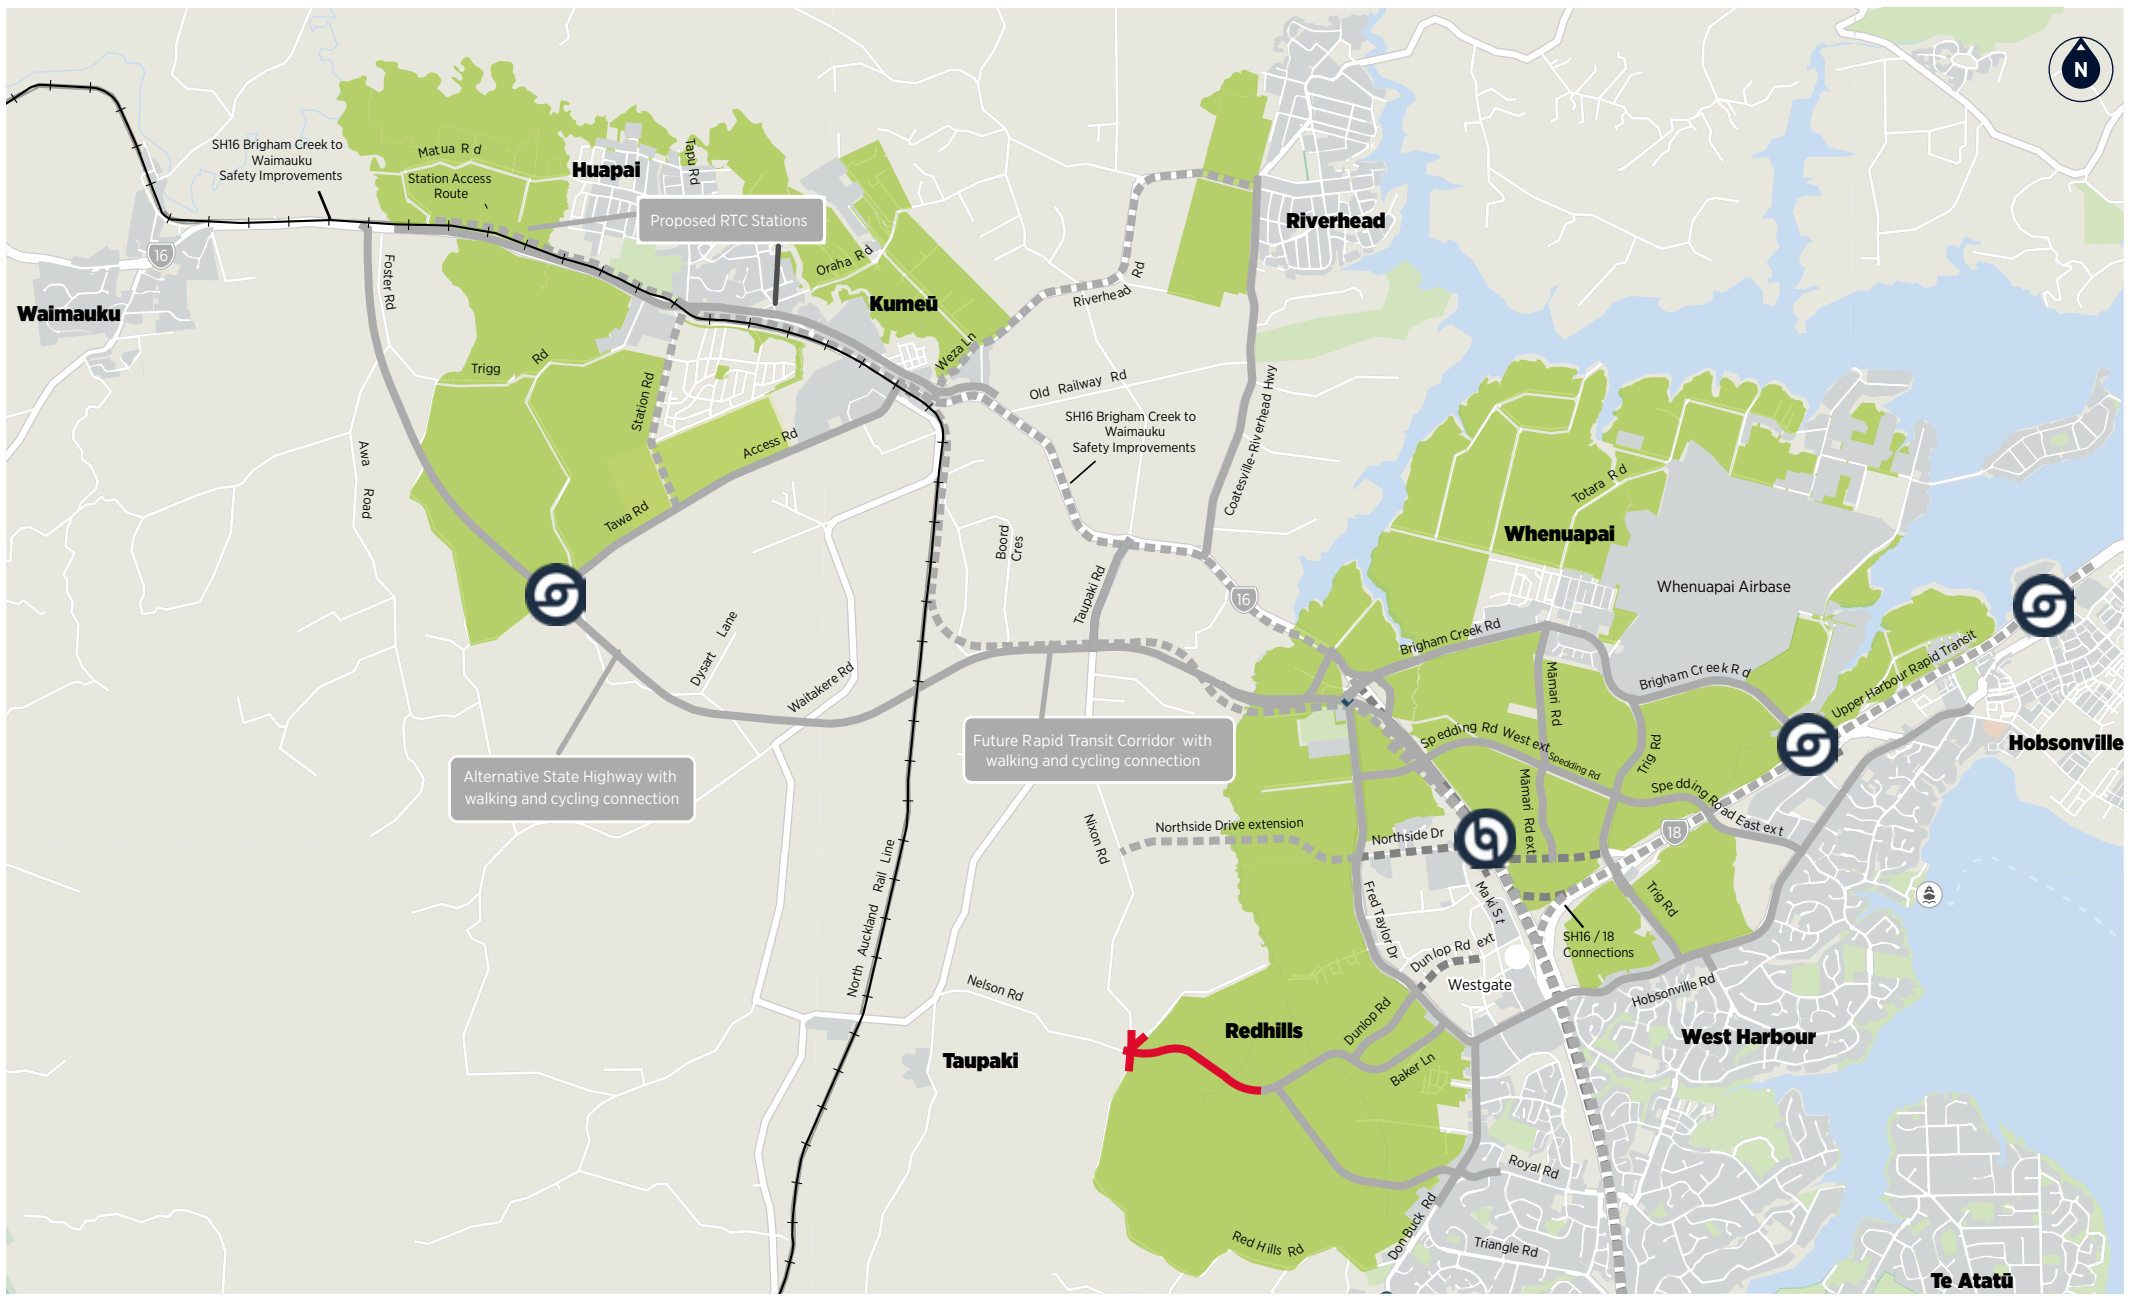 N
SH16 Brigham Creek to
Waimauku
Safety Improvements
Matua Rd
Station Access
Route
Huapai
Tapu Rd
Proposed RTC Stations
Riverhead
16
Waimauku
Foster Rd
Oraha Rd
Kumeū
Riverhead Rd
Weza Ln
Trigg Rd
Station Rd
Old Railway Rd
SH16 Brigham Creek to
Waimauku
Safety Improvements
Coatesville-Riverhead Hwy
Access Rd
Awa Road
Tawa Rd
Totara Rd
Whenuapai
Boord
Cres
Whenuapai Airbase
Taupaki Rd
16
Dysart Lane
Brigham Creek Rd
Waitakere Rd
Māmari Rd
Brigham Creek Rd
Upper Harbour Rapid Transit
Future Rapid Transit Corridor with
walking and cycling connection
Spedding Rd West ext
Spedding Rd
Trig Rd
Hobsonville
Alternative State Highway with
walking and cycling connection
Māmari Rd ext
Spedding Road East ext
Nixon Rd
Northside Drive extension
Northside Dr
18
North Auckland Rail Line
Fred Taylor Dr
Maki St
Trig Rd
SH16 / 18
Connections
Dunlop Rd ext
Westgate
Nelson Rd
Hobsonville Rd
Redhills
Dunlop Rd
West Harbour
Taupaki
Baker Ln
Royal Rd
Don Buck Rd
Red Hills Rd
Triangle Rd
Te Atatū